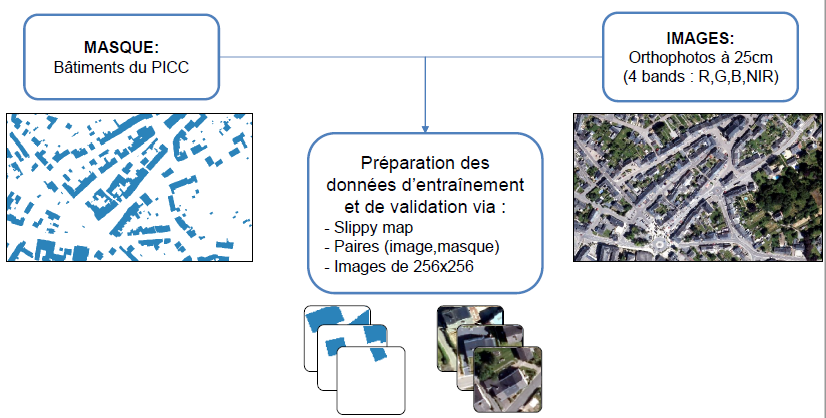 MASQUE:
Bâtiments du PICC
IMAGES:
Orthophotos à 25cm
(4 bands : R,G,B,NIR)
Préparation des
données d’entraînement
et de validation via :
- Slippy map
- Paires (image,masque)
- Images de 256x256